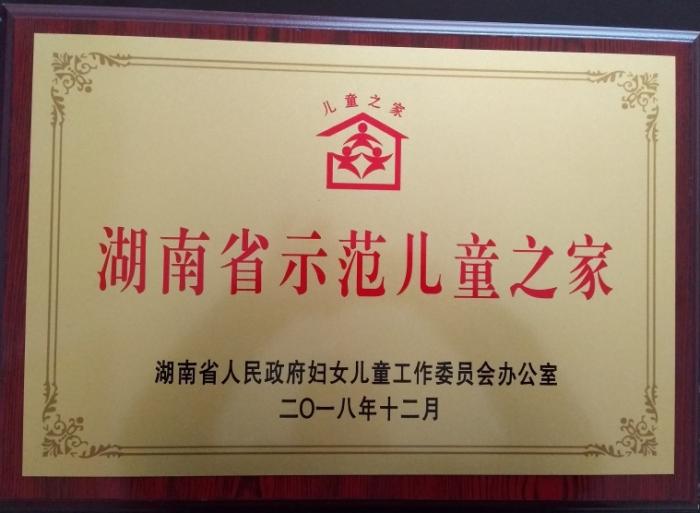 儿童之家
湖南省示范儿童之家
湖南省人民政府妇女儿童工作委员会办公室
二〇一八年十二月